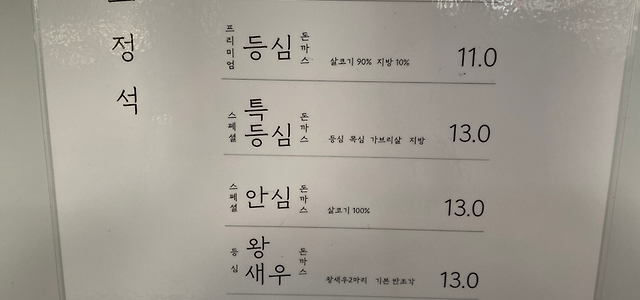 정석
프리미엄 등심 돈까스 살코기 90% 지방 10% 11.0
스페셜 특등심 돈까스 등심 목심 가브리살 지방 13.0
스페셜 안심 돈까스 살코기 100% 13.0
등심 왕새우 돈까스 왕새우2마리 기본 반조각 13.0